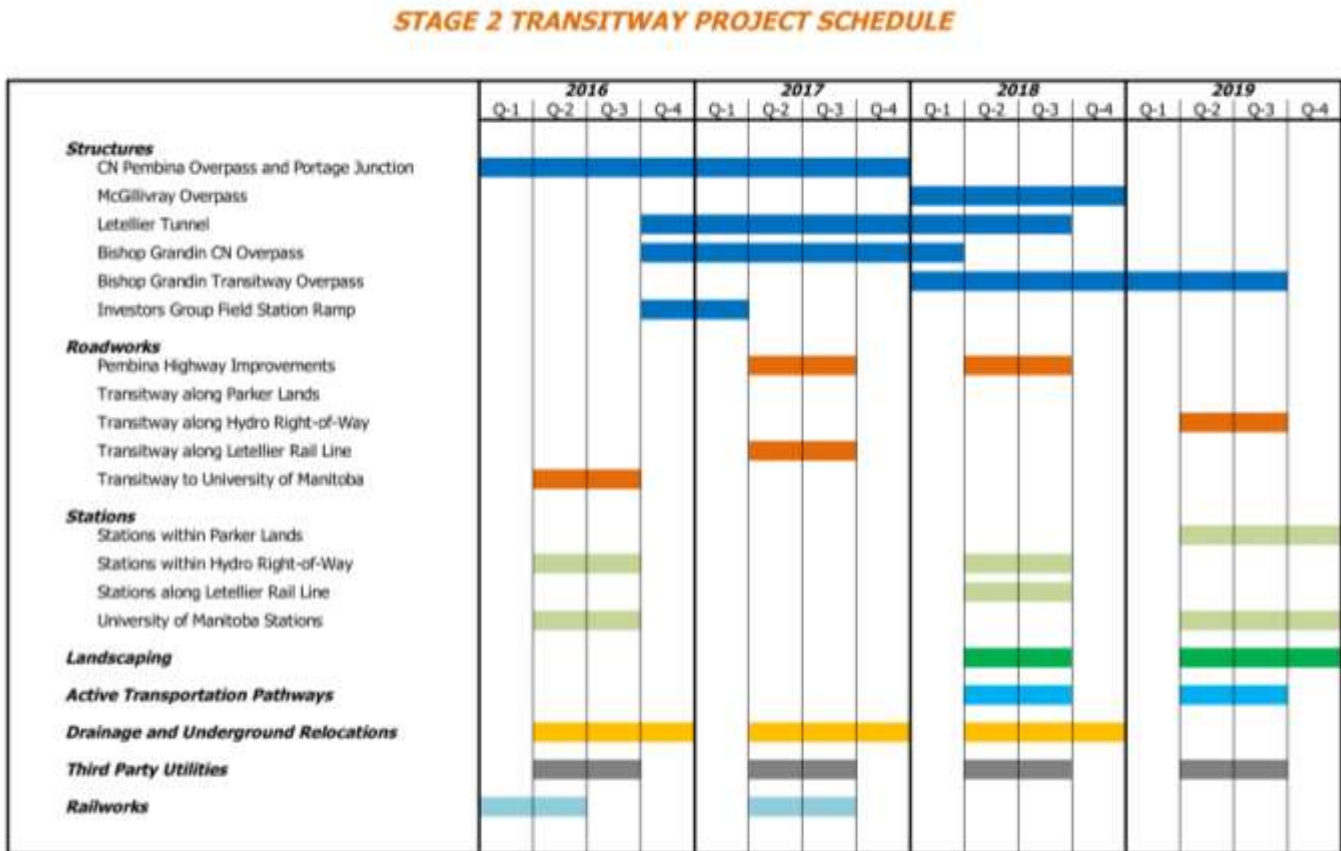 STAGE 2 TRANSITWAY PROJECT SCHEDULE
2016 2017 2018 2019
Q-1 Q-2 Q-3 Q-4 Q-1 Q-2 Q-3 Q-4 Q-1 Q-2 Q-3 Q-4 Q-1 Q-2 Q-3 Q-4
Structures
CN Pembina Overpass and Portage Junction
McGillivray Overpass
Letellier Tunnel
Bishop Grandin CN Overpass
Bishop Grandin Transitway Overpass
Investors Group Field Station Ramp
Roadworks
Pembina Highway Improvements
Transitway along Parker Lands
Transitway along Hydro Right-of-Way
Transitway along Letellier Rail Line
Transitway to University of Manitoba
Stations
Stations within Parker Lands
Stations within Hydro Right-of-Way
Stations along Letellier Rail Line
University of Manitoba Stations
Landscaping
Active Transportation Pathways
Drainage and Underground Relocations
Third Party Utilities
Railworks